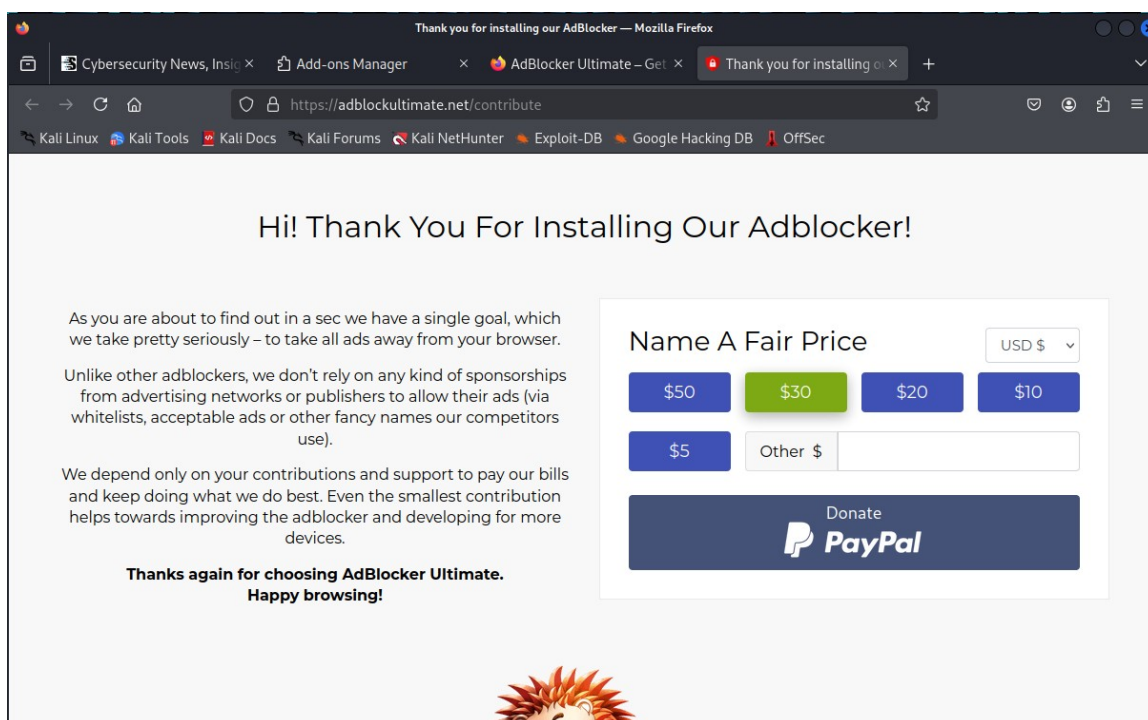 Thank you for installing our AdBlocker — Mozilla Firefox
Cybersecurity News, Insig
Add-ons Manager
AdBlocker Ultimate – Get
Thank you for installing o
https://adblockultimate.net/contribute
Kali Linux Kali Tools Kali Docs Kali Forums Kali NetHunter Exploit-DB Google Hacking DB OffSec
Hi! Thank You For Installing Our Adblocker!
As you are about to find out in a sec we have a single goal, which
we take pretty seriously – to take all ads away from your browser.
Unlike other adblockers, we don't rely on any kind of sponsorships
from advertising networks or publishers to allow their ads (via
whitelists, acceptable ads or other fancy names our competitors
use).
We depend only on your contributions and support to pay our bills
and keep doing what we do best. Even the smallest contribution
helps towards improving the adblocker and developing for more
devices.
Thanks again for choosing AdBlocker Ultimate.
Happy browsing!
Name A Fair Price
USD $
$50 $30 $20 $10
$5 Other $
Donate
PayPal